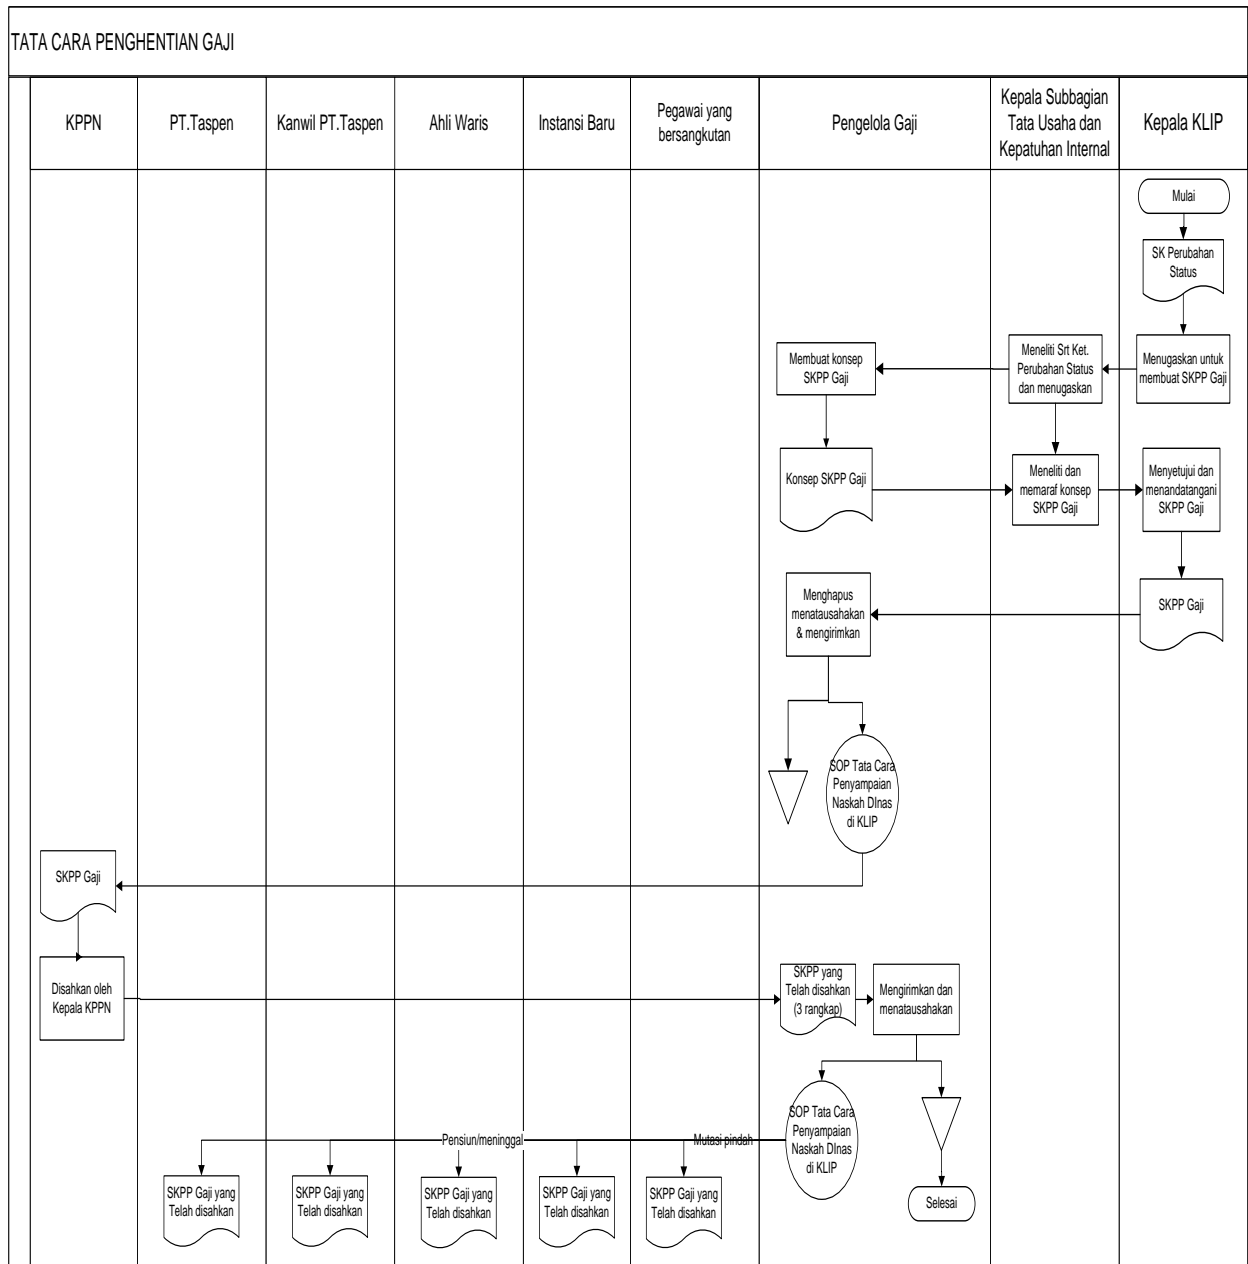 TATA CARA PENGHENTIAN GAJI
KPPN
PT.Taspen
Kanwil PT.Taspen
Ahli Waris
Instansi Baru
Pegawai yang
bersangkutan
Pengelola Gaji
Kepala Subbagian
Tata Usaha dan
Kepatuhan Internal
Kepala KLIP
Mulai
SK Perubahan
Status
Menugaskan untuk
membuat SKPP Gaji
Meneliti Srt Ket.
Perubahan Status
dan menugaskan
Membuat konsep
SKPP Gaji
Konsep SKPP Gaji
Meneliti dan
memaraf konsep
SKPP Gaji
Menyetujui dan
menandatangani
SKPP Gaji
SKPP Gaji
Menghapus
menatausahakan
& mengirimkan
SOP Tata Cara
Penyampaian
Naskah DInas
di KLIP
SKPP Gaji
Disahkan oleh
Kepala KPPN
SKPP yang
Telah disahkan
(3 rangkap)
Mengirimkan dan
menatausahakan
SOP Tata Cara
Penyampaian
Naskah DInas
di KLIP
Mutasi pindah
Pensiun/meninggal
SKPP Gaji yang
Telah disahkan
SKPP Gaji yang
Telah disahkan
SKPP Gaji yang
Telah disahkan
SKPP Gaji yang
Telah disahkan
SKPP Gaji yang
Telah disahkan
Selesai